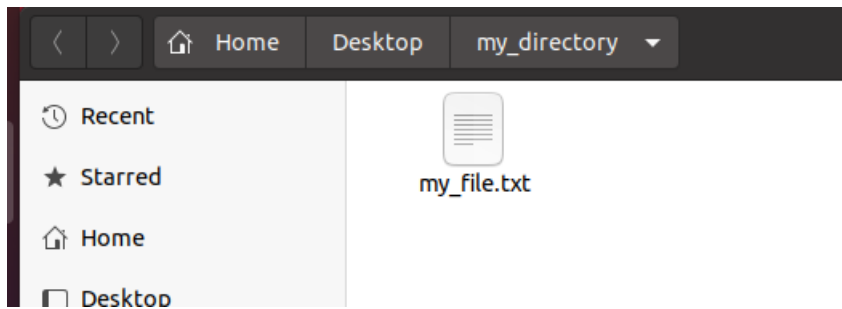 Home Desktop my_directory
Recent
my_file.txt
Starred
Home
Desktop